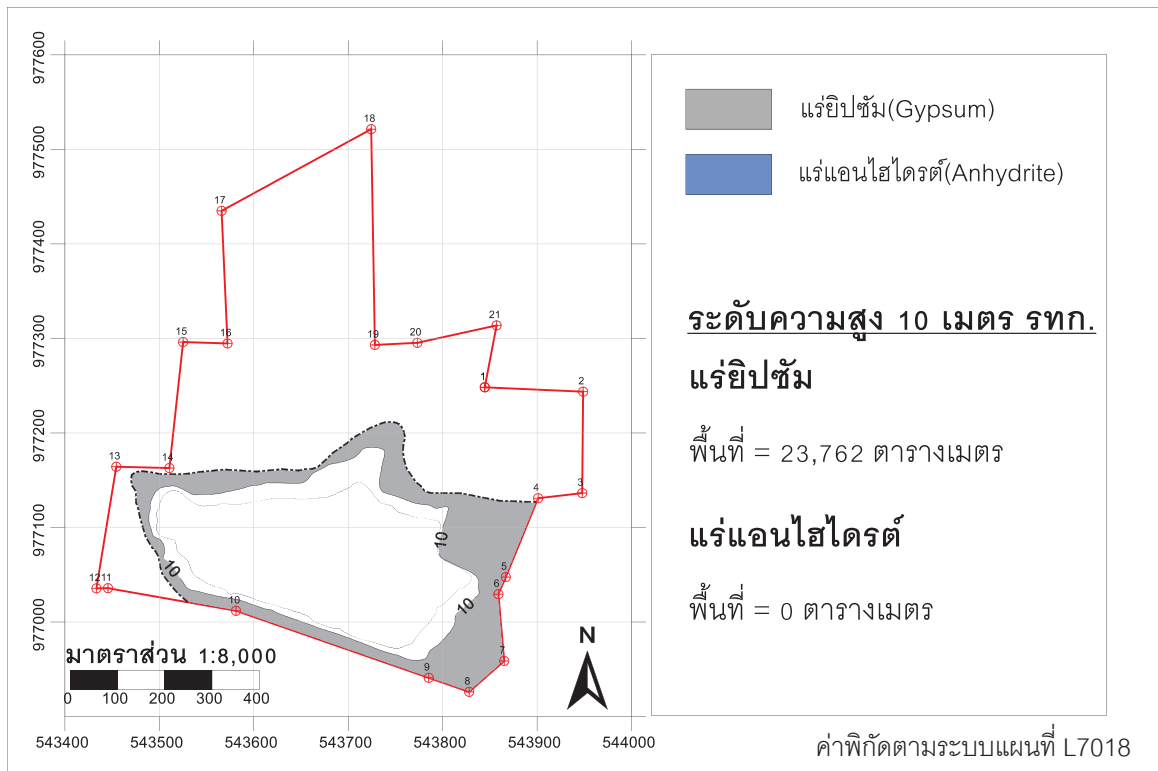 977600
977500
977400
977300
977200
977100
977000
18
17
21
15
16
19
20
1
2
13
14
4
3
10
5
12
11
10
6
10
10
7
9
8
N
มาตราส่วน 1:8,000
0 100 200 300 400
543400 543500 543600 543700 543800 543900 544000
แร่ยิปซัม(Gypsum)
แร่แอนไฮไดรต์(Anhydrite)
ระดับความสูง 10 เมตร รทก.
แร่ยิปซัม
พื้นที่ = 23,762 ตารางเมตร
แร่แอนไฮไดรต์
พื้นที่ = 0 ตารางเมตร
ค่าพิกัดตามระบบแผนที่ L7018